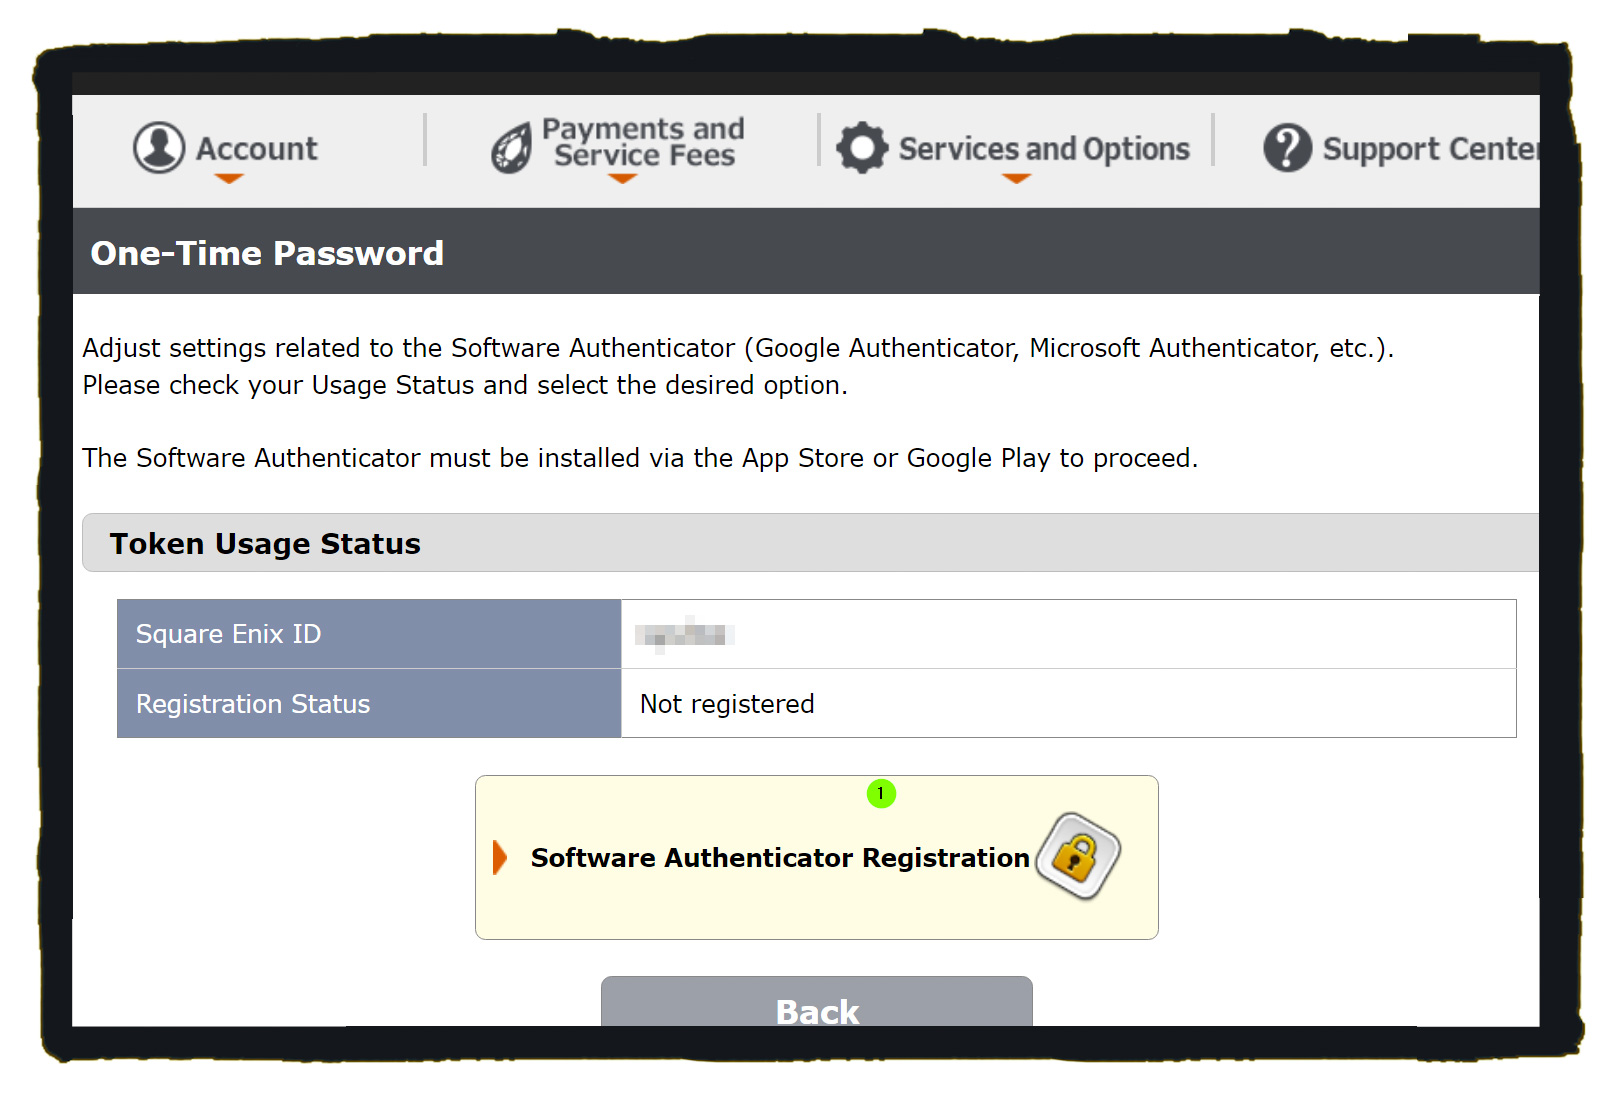 Account
Payments and
Service Fees
Services and Options
? Support Center
One-Time Password
Adjust settings related to the Software Authenticator (Google Authenticator, Microsoft Authenticator, etc.).
Please check your Usage Status and select the desired option.
The Software Authenticator must be installed via the App Store or Google Play to proceed.
Token Usage Status
Square Enix ID
Registration Status Not registered
1
Software Authenticator Registration
Back